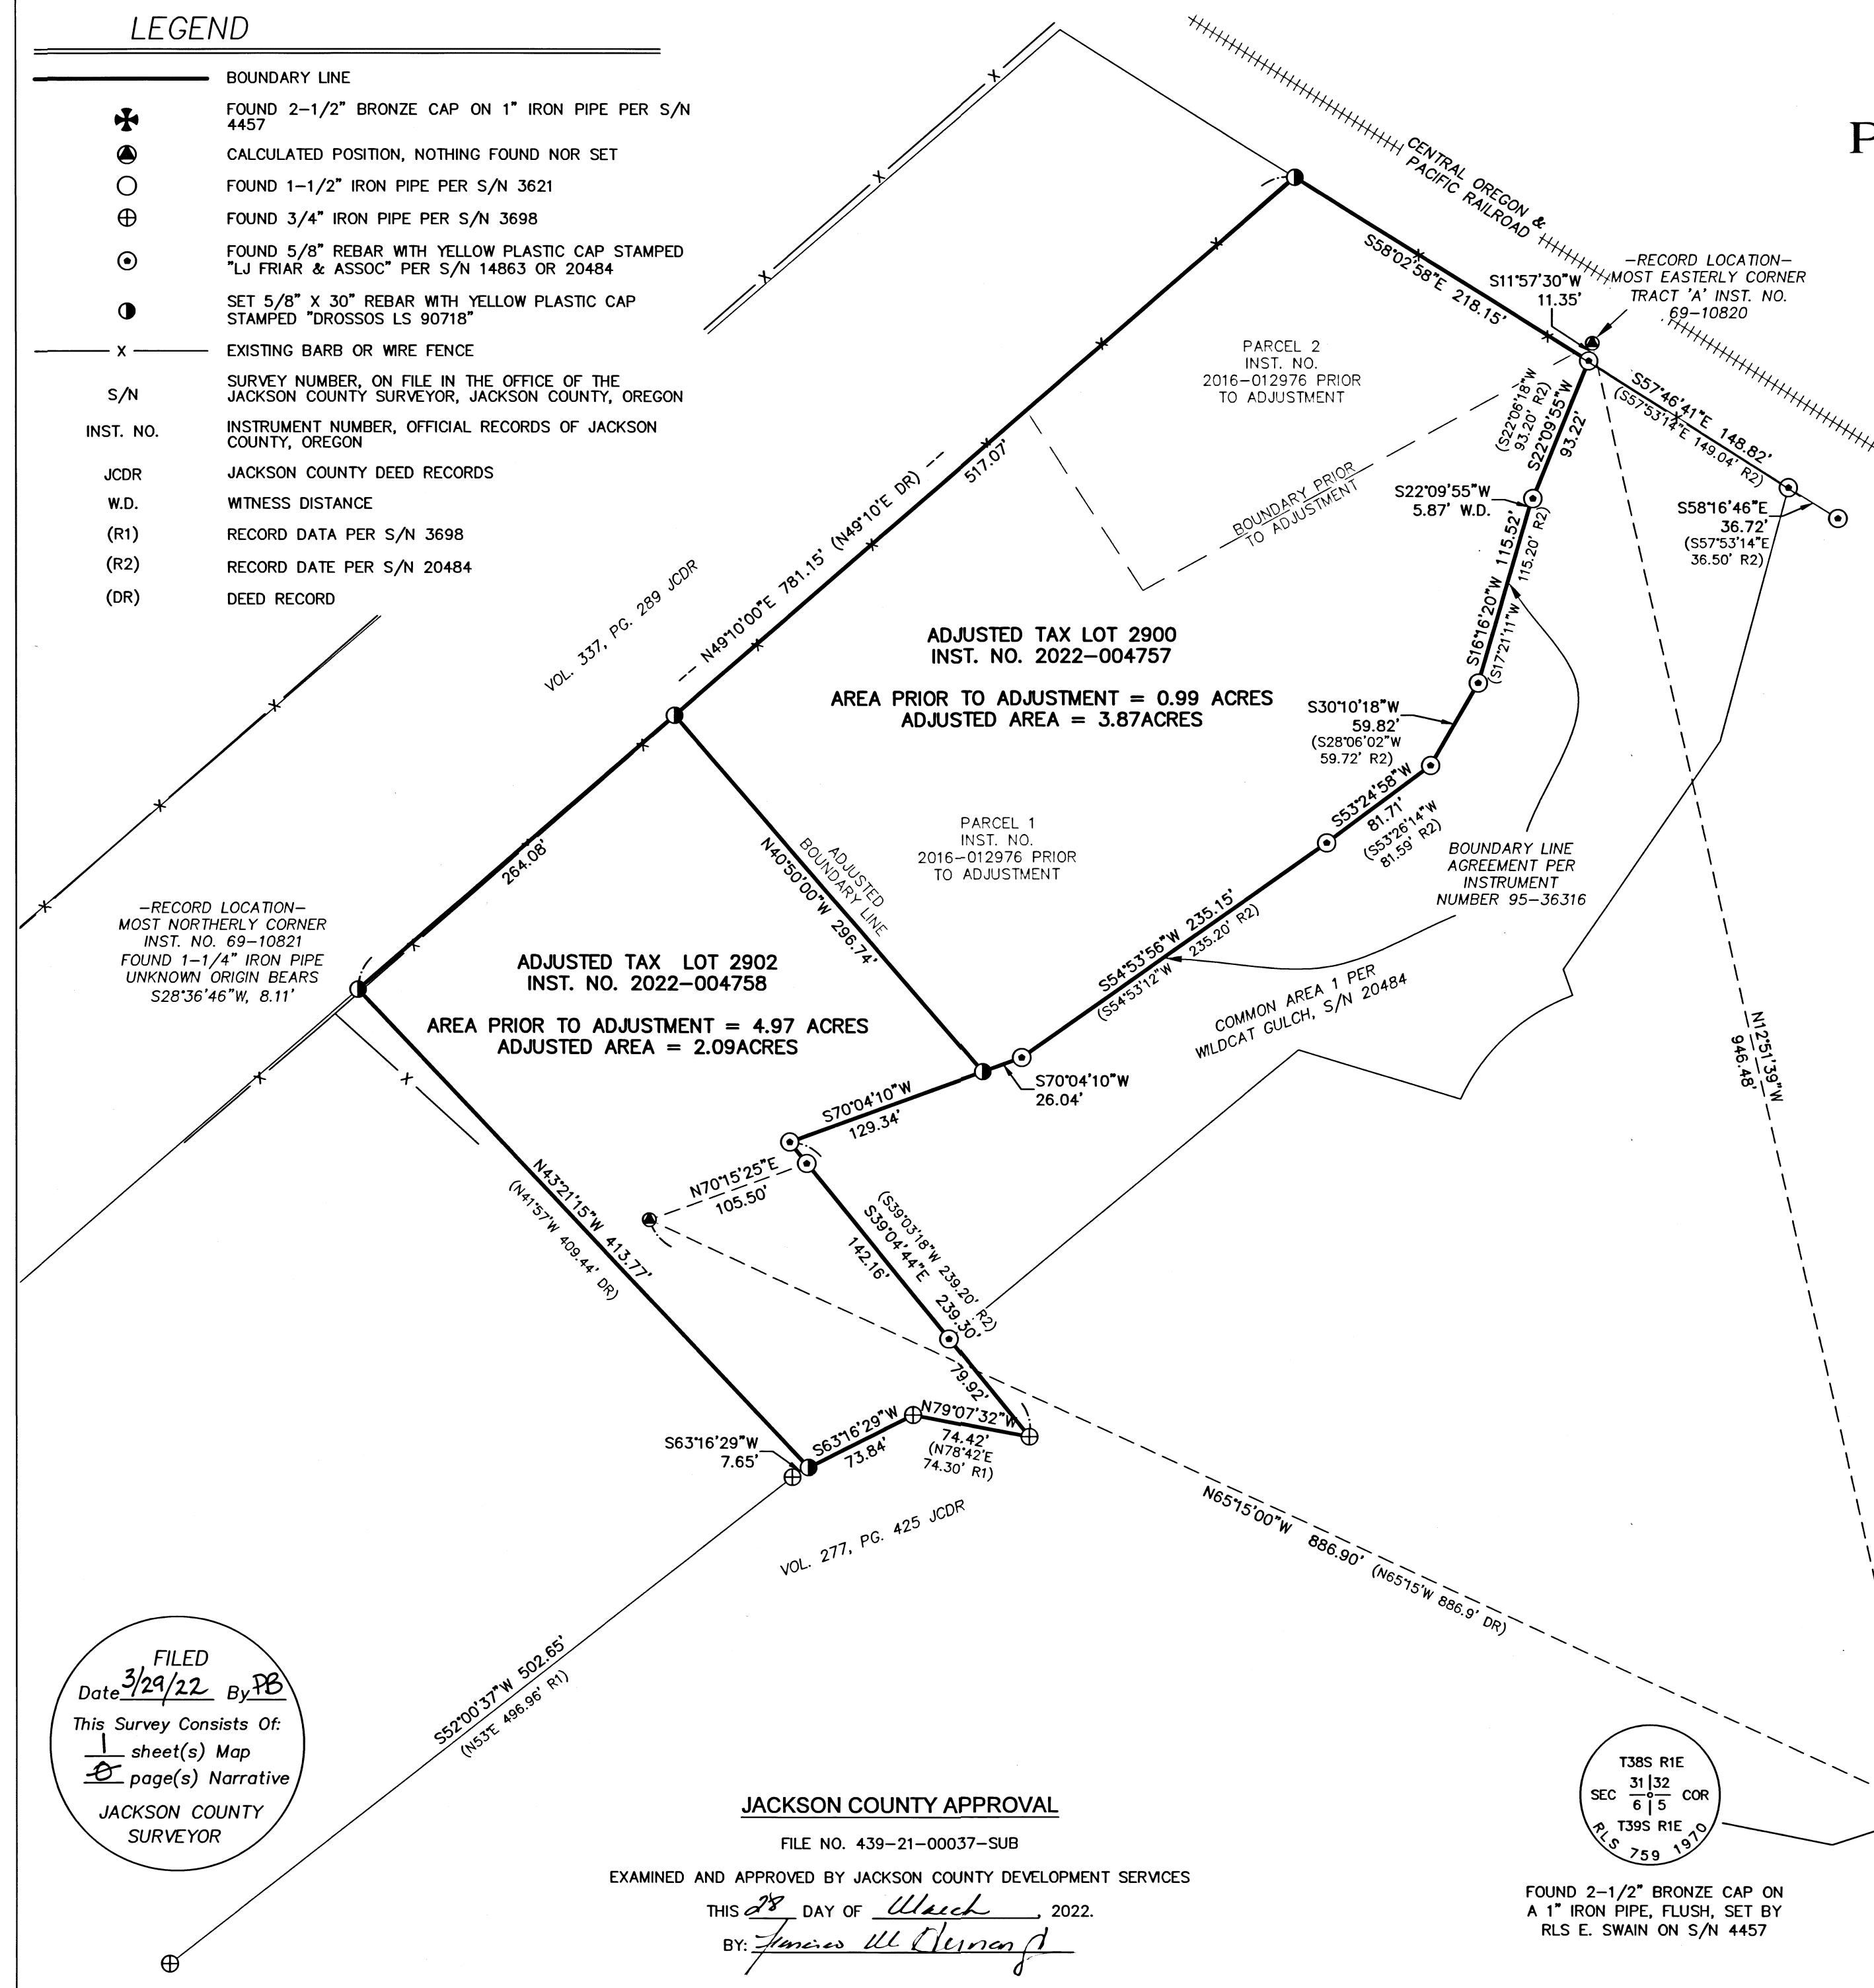 LEGEND
BOUNDARY LINE
FOUND 2-1/2" BRONZE CAP ON 1" IRON PIPE PER S/N
4457
CALCULATED POSITION, NOTHING FOUND NOR SET
FOUND 1-1/2" IRON PIPE PER S/N 3621
FOUND 3/4" IRON PIPE PER S/N 3698
FOUND 5/8" REBAR WITH YELLOW PLASTIC CAP STAMPED
"LJ FRIAR & ASSOC" PER S/N 14863 OR 20484
SET 5/8" X 30" REBAR WITH YELLOW PLASTIC CAP
STAMPED "DROSSOS LS 90718"
X EXISTING BARB OR WIRE FENCE
S/N SURVEY NUMBER, ON FILE IN THE OFFICE OF THE
JACKSON COUNTY SURVEYOR, JACKSON COUNTY, OREGON
INST. NO. INSTRUMENT NUMBER, OFFICIAL RECORDS OF JACKSON
COUNTY, OREGON
JCDR JACKSON COUNTY DEED RECORDS
W.D. WITNESS DISTANCE
(R1) RECORD DATA PER S/N 3698
(R2) RECORD DATE PER S/N 20484
(DR) DEED RECORD
P
CENTRAL OREGON &
PACIFIC RAILROAD
S58°02'58"E 218.15'
S11°57'30"W
11.35'
-RECORD LOCATION-
MOST EASTERLY CORNER
TRACT 'A' INST. NO.
69-10820
PARCEL 2
INST. NO.
2016-012976 PRIOR
TO ADJUSTMENT
(S22°06'18"W
93.20' R2)
S22°09'55"W
93.22'
S57°46'41"E 148.82'
(S57°53'14"E 149.04' R2)
S22°09'55"W
5.87' W.D.
S58°16'46"E
36.72'
(S57°53'14"E
36.50' R2)
BOUNDARY PRIOR
TO ADJUSTMENT
517.07'
N49°10'00"E 781.15' (N49°10'E DR)
VOL. 337, PG. 289 JCDR
S16°16'20"W 115.52'
(S17°21'11"W 115.20' R2)
ADJUSTED TAX LOT 2900
INST. NO. 2022-004757
AREA PRIOR TO ADJUSTMENT = 0.99 ACRES
ADJUSTED AREA = 3.87ACRES
S30°10'18"W
59.82'
(S28°06'02"W
59.72' R2)
S53°24'58"W
81.71'
(S53°26'14"W
81.59' R2)
PARCEL 1
INST. NO.
2016-012976 PRIOR
TO ADJUSTMENT
BOUNDARY LINE
AGREEMENT PER
INSTRUMENT
NUMBER 95-36316
ADJUSTED
BOUNDARY LINE
N40°50'00"W 296.74'
264.08'
-RECORD LOCATION-
MOST NORTHERLY CORNER
INST. NO. 69-10821
FOUND 1-1/4" IRON PIPE
UNKNOWN ORIGIN BEARS
S28°36'46"W, 8.11'
S54°53'56"W 235.15'
(S54°53'12"W 235.20' R2)
ADJUSTED TAX LOT 2902
INST. NO. 2022-004758
AREA PRIOR TO ADJUSTMENT = 4.97 ACRES
ADJUSTED AREA = 2.09ACRES
COMMON AREA 1 PER
WILDCAT GULCH, S/N 20484
N12°51'39"W
946.48'
S70°04'10"W
26.04'
S70°04'10"W
129.34'
N70°15'25"E
105.50'
N43°21'15"W 413.77'
(N41°57'W 409.44' DR)
(S39°03'18"W 239.20' R2)
S39°04'44"E 239.30'
142.16'
79.92'
N79°07'32"W
74.42'
(N78°42'E
74.30' R1)
S63°16'29"W
73.84'
S63°16'29"W
7.65'
VOL. 277, PG. 425 JCDR
N65°15'00"W 886.90' (N65°15'W 886.9' DR)
S52°00'37"W 502.65'
(N53°E 496.96' R1)
FILED
Date 3/29/22 By PB
This Survey Consists Of:
1 sheet(s) Map
0 page(s) Narrative
JACKSON COUNTY
SURVEYOR
JACKSON COUNTY APPROVAL
FILE NO. 439-21-00037-SUB
EXAMINED AND APPROVED BY JACKSON COUNTY DEVELOPMENT SERVICES
THIS 28 DAY OF March, 2022.
BY:
T38S R1E
31 32
SEC COR
6 5
T39S R1E
RLS 759 1970
FOUND 2-1/2" BRONZE CAP ON
A 1" IRON PIPE, FLUSH, SET BY
RLS E. SWAIN ON S/N 4457